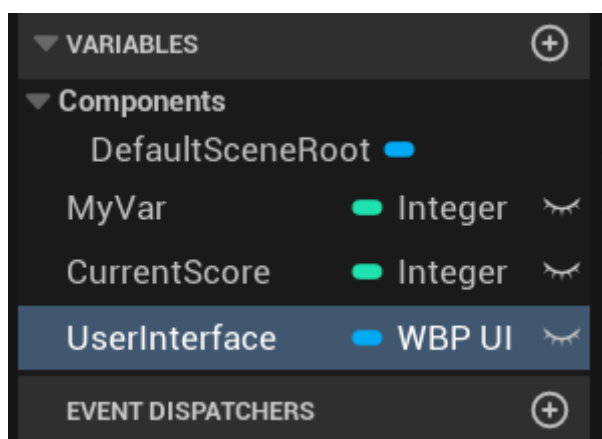 VARIABLES
Components
DefaultSceneRoot
MyVar Integer
CurrentScore Integer
UserInterface WBP UI
EVENT DISPATCHERS